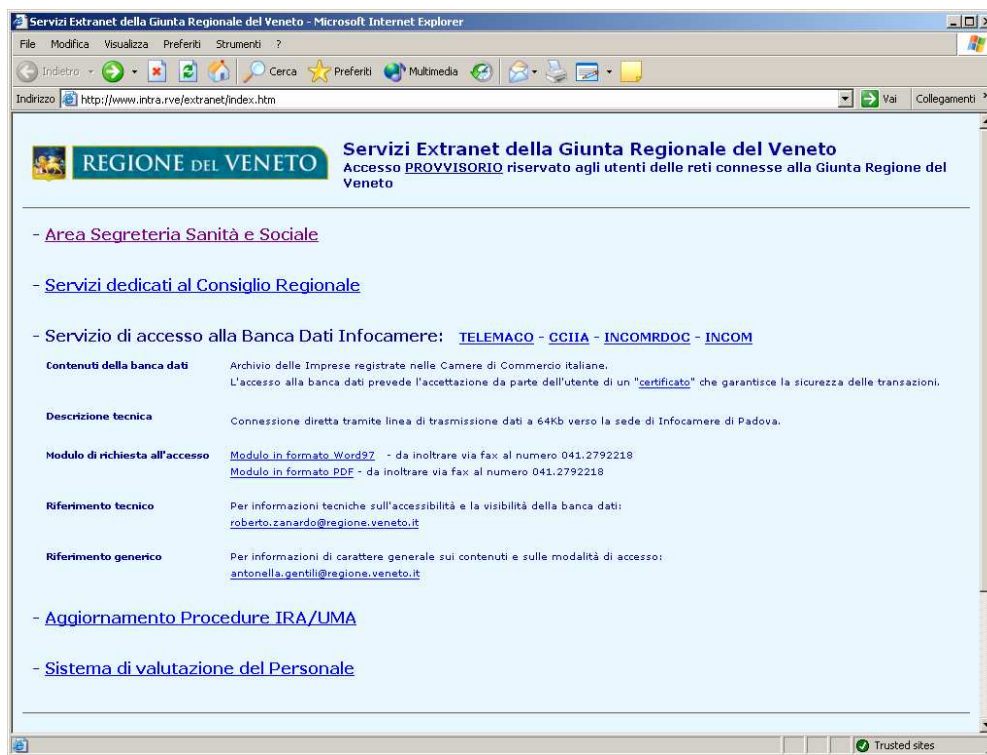 Servizi Extranet della Giunta Regionale del Veneto - Microsoft Internet Explorer
File Modifica Visualizza Preferiti Strumenti ?
Indietro Cerca Preferiti Multimedia
Indirizzo http://www.intra.rve/extranet/index.htm Vai Collegamenti »
REGIONE DEL VENETO
Servizi Extranet della Giunta Regionale del Veneto
Accesso PROVVISORIO riservato agli utenti delle reti connesse alla Giunta Regione del
Veneto
- Area Segreteria Sanità e Sociale
- Servizi dedicati al Consiglio Regionale
- Servizio di accesso alla Banca Dati Infocamere: TELEMACO - CCIIA - INCOMRDOC - INCOM
Contenuti della banca dati Archivio delle Imprese registrate nelle Camere di Commercio italiane.
L'accesso alla banca dati prevede l'accettazione da parte dell'utente di un "certificato" che garantisce la sicurezza delle transazioni.
Descrizione tecnica Connessione diretta tramite linea di trasmissione dati a 64Kb verso la sede di Infocamere di Padova.
Modulo di richiesta all'accesso Modulo in formato Word97 - da inoltrare via fax al numero 041.2792218
Modulo in formato PDF - da inoltrare via fax al numero 041.2792218
Riferimento tecnico Per informazioni tecniche sull'accessibilità e la visibilità della banca dati:
roberto.zanardo@regione.veneto.it
Riferimento generico Per informazioni di carattere generale sui contenuti e sulle modalità di accesso:
antonella.gentili@regione.veneto.it
- Aggiornamento Procedure IRA/UMA
- Sistema di valutazione del Personale
Trusted sites